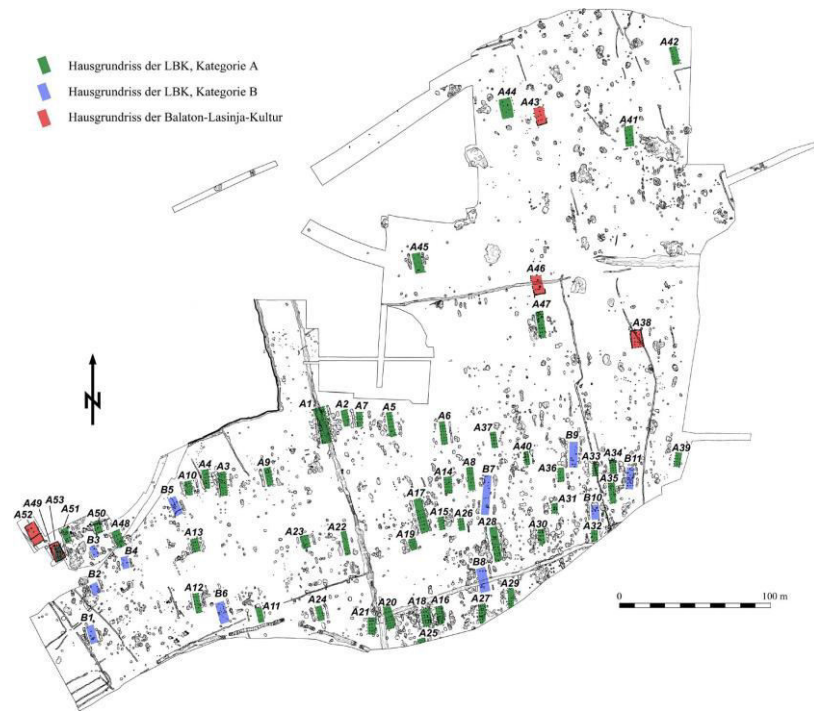 Hausgrundriss der LBK, Kategorie A
Hausgrundriss der LBK, Kategorie B
Hausgrundriss der Balaton-Lasinja-Kultur
A42
A44
A43
A41
A45
A46
A47
A38
N
A1
A2
A7
A5
A6
A37
A40
B9
A36
A33
A34
B11
A39
A35
A9
A3
A4
A10
B5
A14
A8
B7
A17
A15
A26
A28
A31
B10
A30
A32
A49
A53
A52
A51
A50
A48
B3
B4
A13
A23
A22
A19
B2
B8
A29
A12
B6
A11
A24
A21
A20
A18
A16
A27
B1
A25
0
100 m